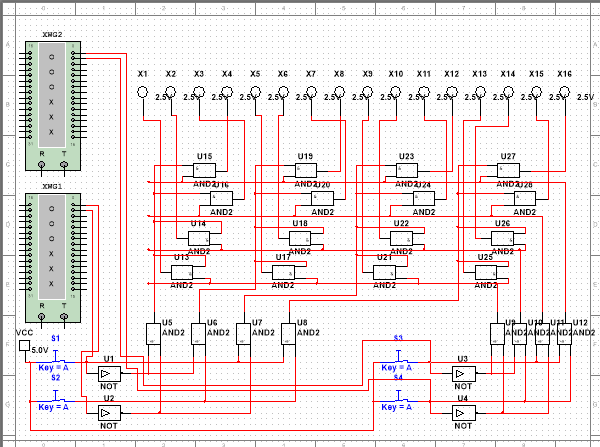 XWG2
X1 X2 X3 X4 X5 X6 X7 X8 X9 X10 X11 X12 X13 X14 X15 X16
2.5V 2.5V 2.5V 2.5V 2.5V 2.5V 2.5V 2.5V 2.5V 2.5V 2.5V 2.5V 2.5V 2.5V 2.5V 2.5V
R T
U15 U19 U23 U27
AND2 AND2 AND2 AND2
U16 U20 U24 U28
AND2 AND2 AND2 AND2
XWG1
U14 U18 U22 U26
AND2 AND2 AND2 AND2
U13 U17 U21 U25
AND2 AND2 AND2 AND2
R T
VCC
5.0V
U5 U6 U7 U8 U9 U10 U11 U12
AND2 AND2 AND2 AND2 AND2 AND2 AND2 AND2
S1 S3
Key = A Key = A
U1 U3
NOT NOT
S2 S4
Key = A Key = A
U2 U4
NOT NOT